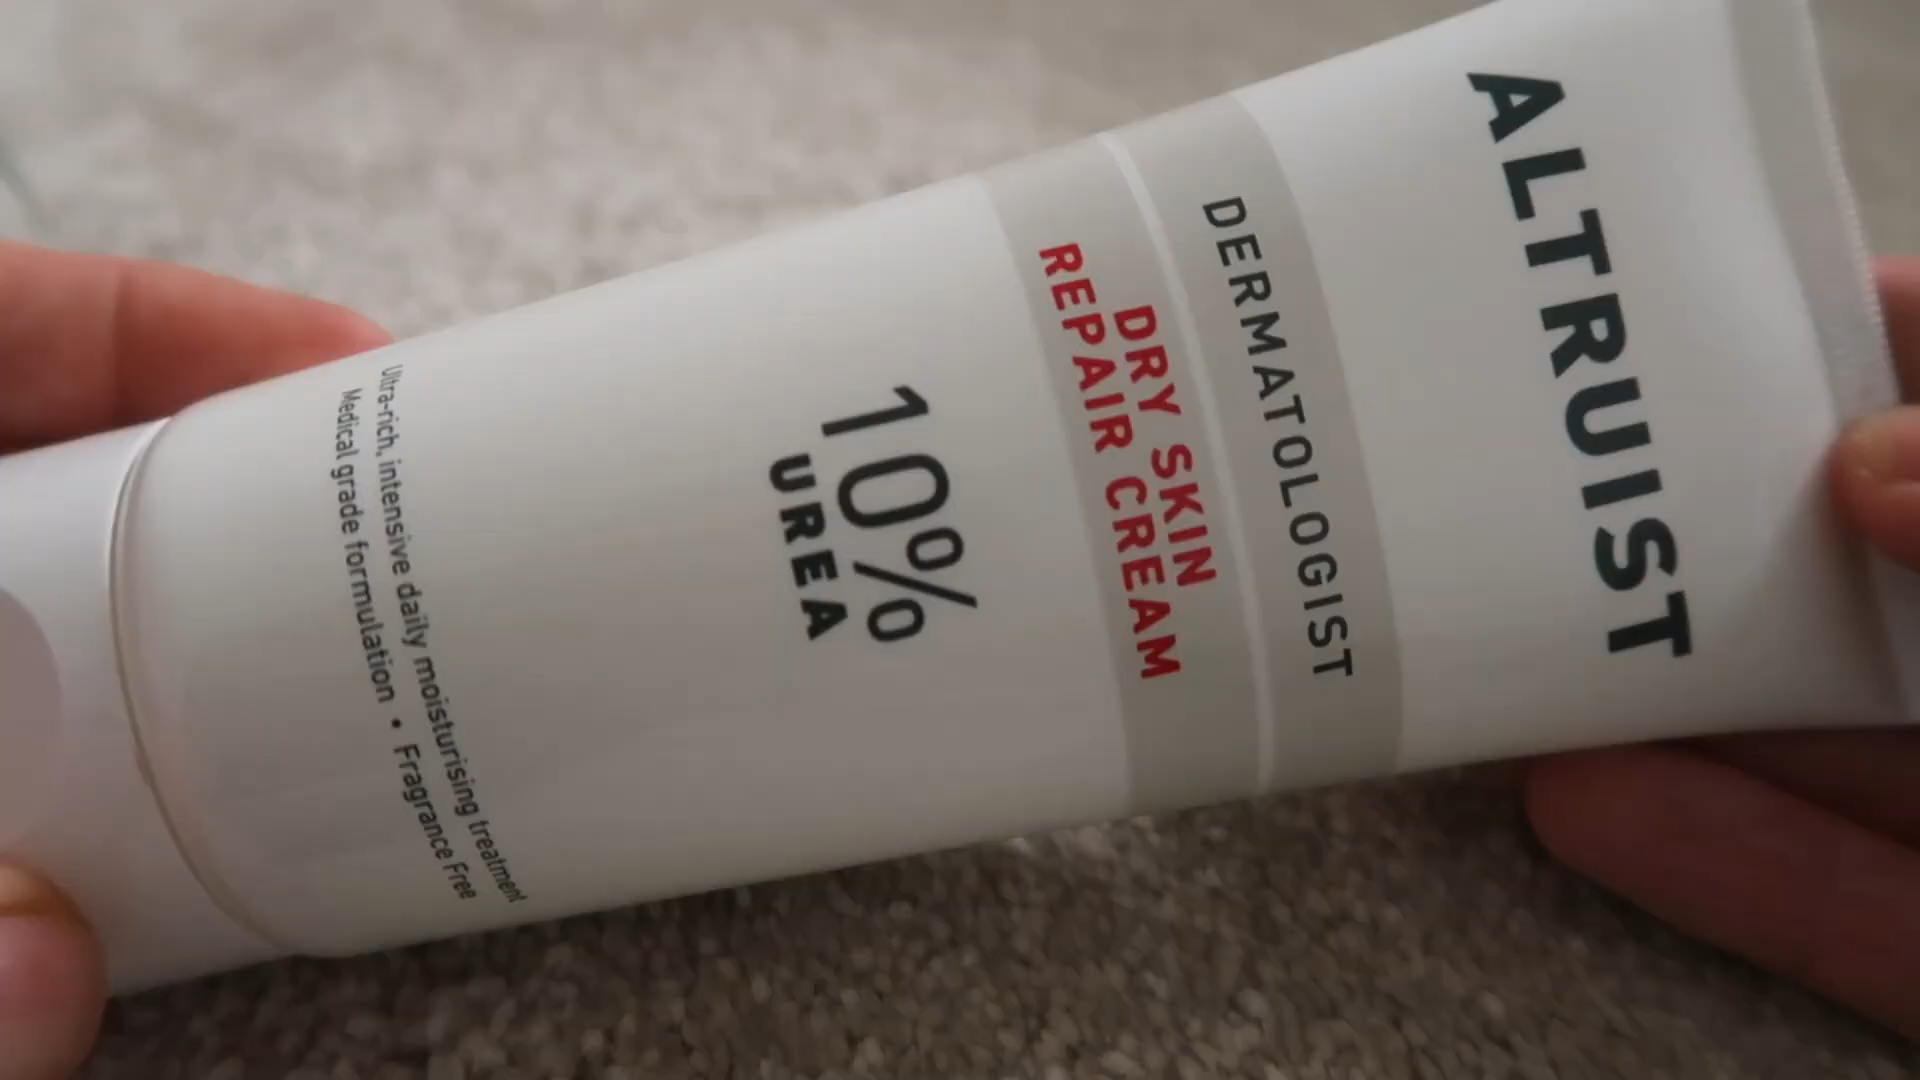 ALTRUIST
DERMATOLOGIST
DRY SKIN
REPAIR CREAM
10%
UREA
Ultra-rich, intensive daily moisturising treatment
Medical grade formulation • Fragrance Free